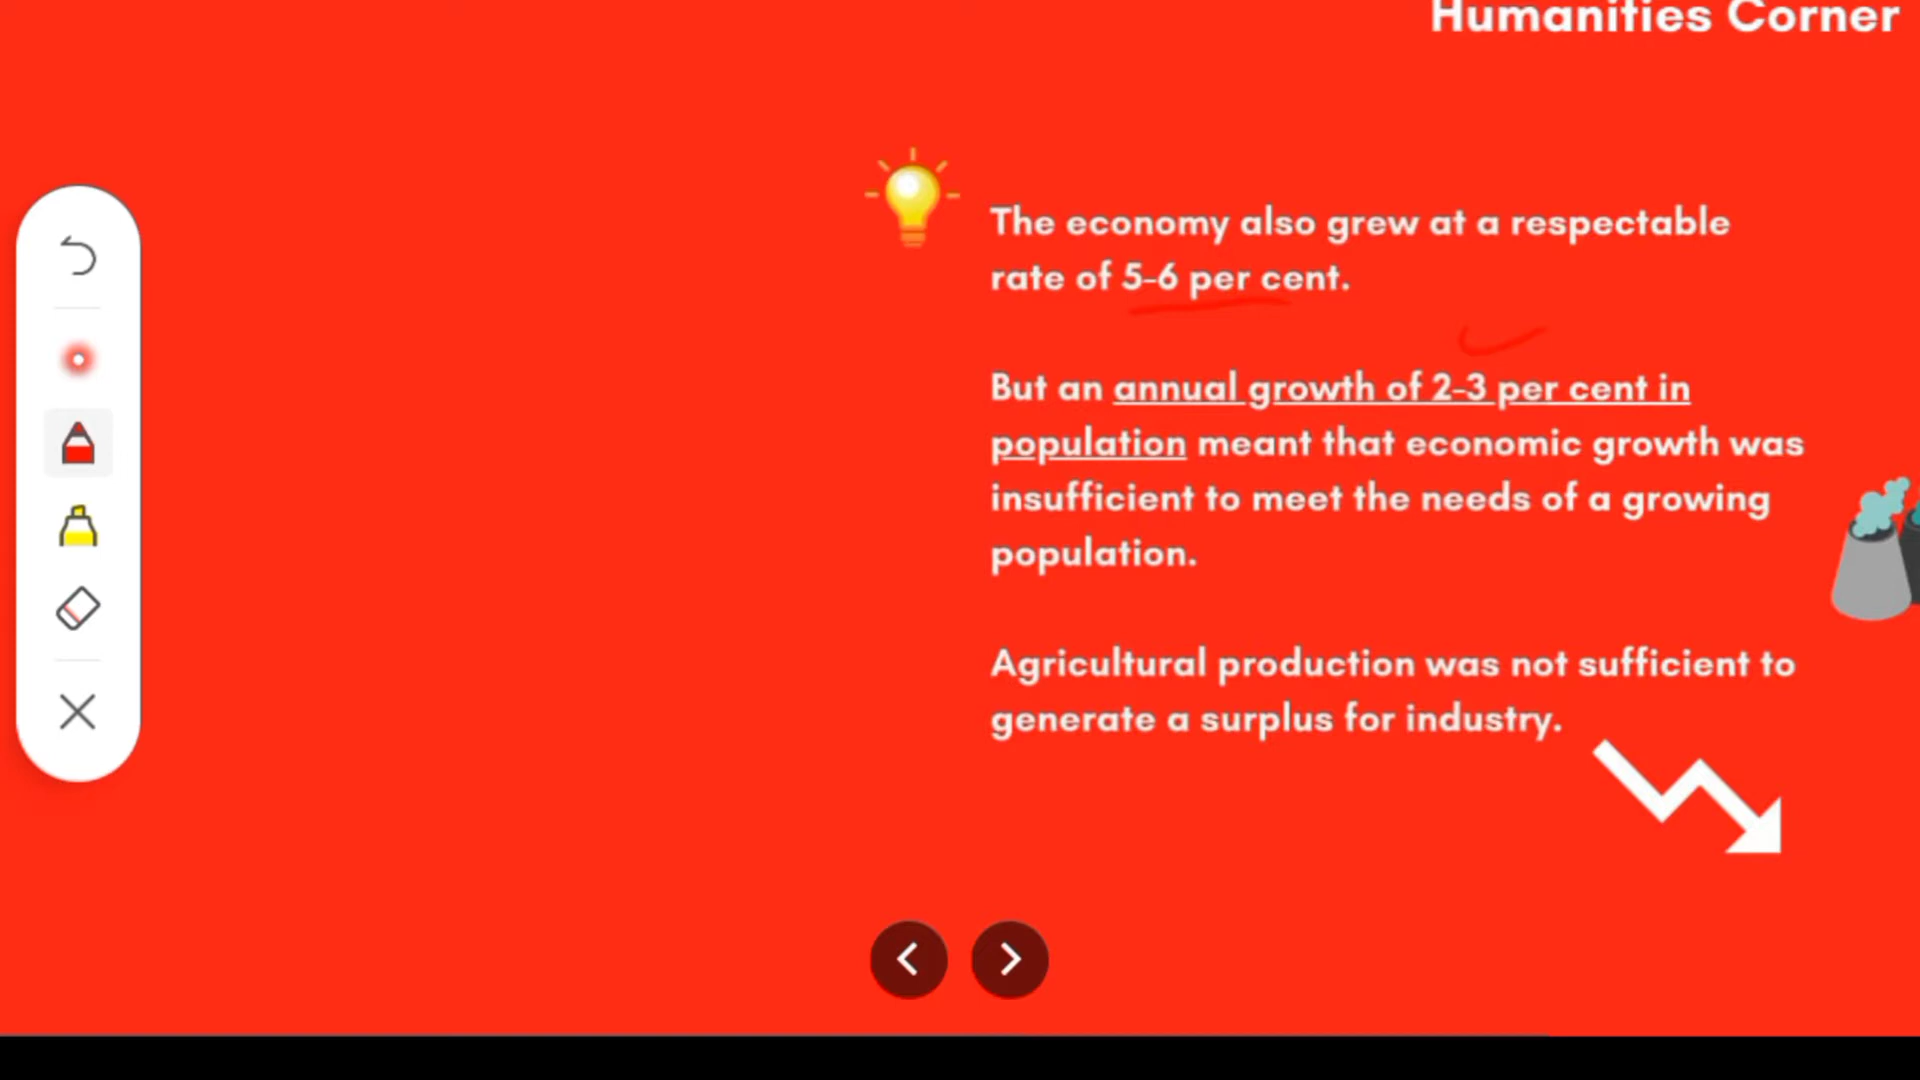 Humanities Corner
The economy also grew at a respectable
rate of 5-6 per cent.
But an annual growth of 2-3 per cent in
population meant that economic growth was
insufficient to meet the needs of a growing
population.
Agricultural production was not sufficient to
generate a surplus for industry.